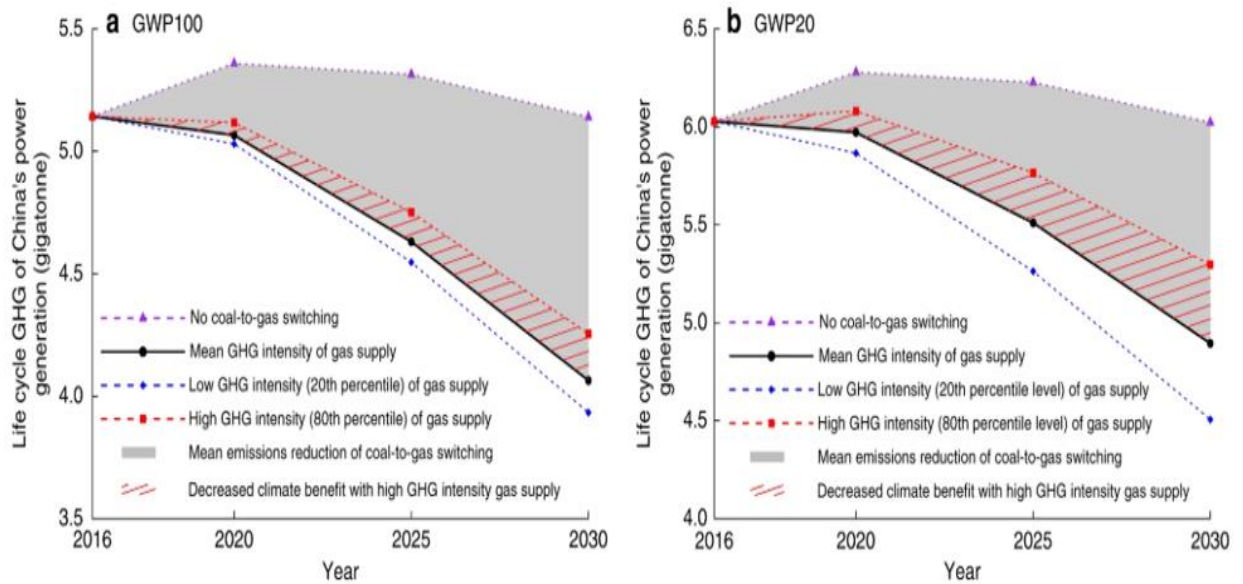 a GWP100
5.5
5.0
4.5
4.0
3.5
Life cycle GHG of China's power
generation (gigatonne)
No coal-to-gas switching
Mean GHG intensity of gas supply
Low GHG intensity (20th percentile) of gas supply
High GHG intensity (80th percentile) of gas supply
Mean emissions reduction of coal-to-gas switching
Decreased climate benefit with high GHG intensity gas supply
2016 2020 2025 2030
Year
b GWP20
6.5
6.0
5.5
5.0
4.5
4.0
Life cycle GHG of China's power
generation (gigatonne)
No coal-to-gas switching
Mean GHG intensity of gas supply
Low GHG intensity (20th percentile level) of gas supply
High GHG intensity (80th percentile level) of gas supply
Mean emissions reduction of coal-to-gas switching
Decreased climate benefit with high GHG intensity gas supply
2016 2020 2025 2030
Year